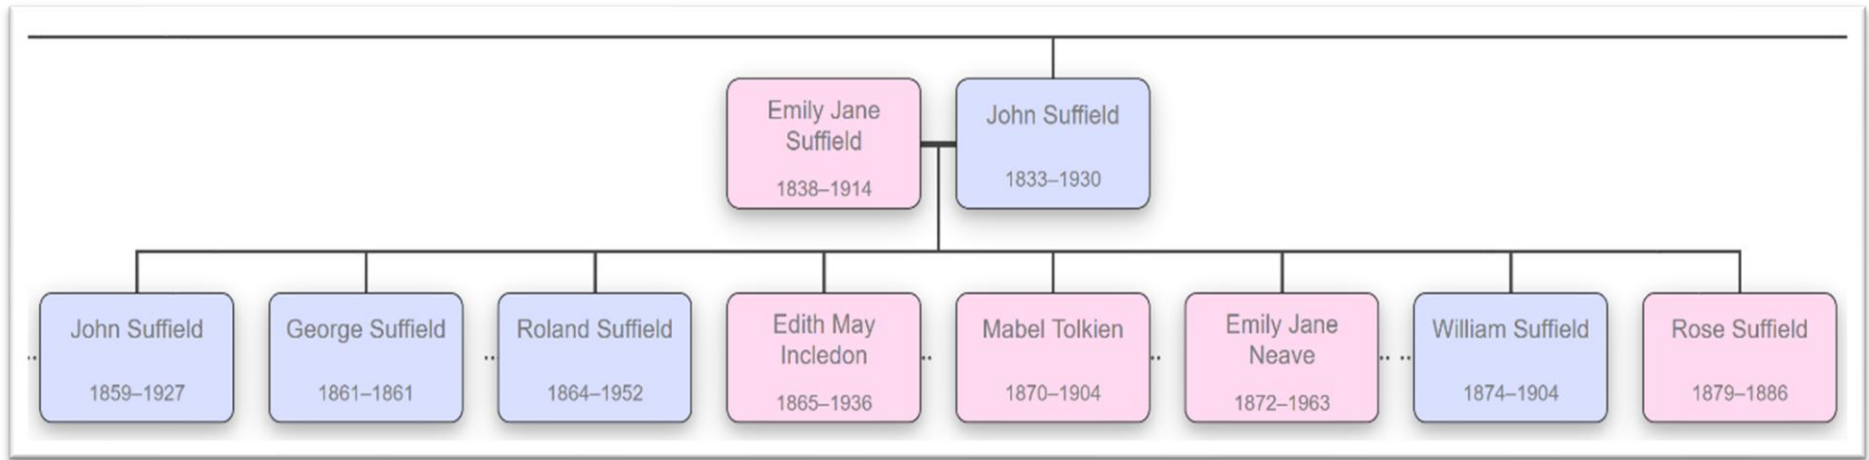 Emily Jane
Suffield
1838–1914
John Suffield
1833–1930
John Suffield
1859–1927
George Suffield
1861–1861
Roland Suffield
1864–1952
Edith May
Incledon
1865–1936
Mabel Tolkien
1870–1904
Emily Jane
Neave
1872–1963
William Suffield
1874–1904
Rose Suffield
1879–1886